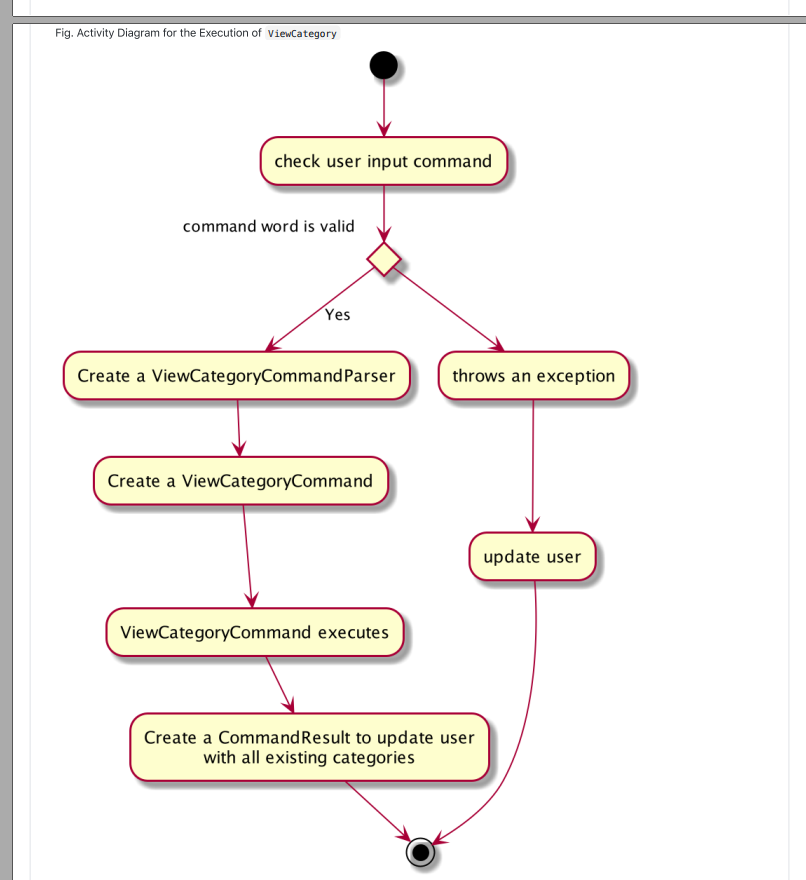 Fig. Activity Diagram for the Execution of ViewCategory
check user input command
command word is valid
Yes
Create a ViewCategoryCommandParser
throws an exception
Create a ViewCategoryCommand
update user
ViewCategoryCommand executes
Create a CommandResult to update user
with all existing categories